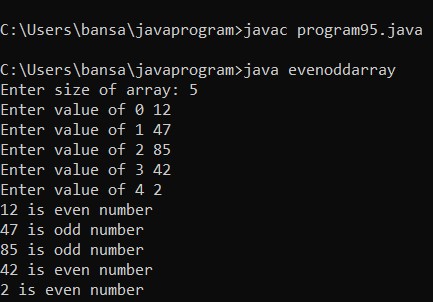 C:\Users\bansa\javaprogram>javac program95.java
C:\Users\bansa\javaprogram>java evenoddarray
Enter size of array: 5
Enter value of 0 12
Enter value of 1 47
Enter value of 2 85
Enter value of 3 42
Enter value of 4 2
12 is even number
47 is odd number
85 is odd number
42 is even number
2 is even number